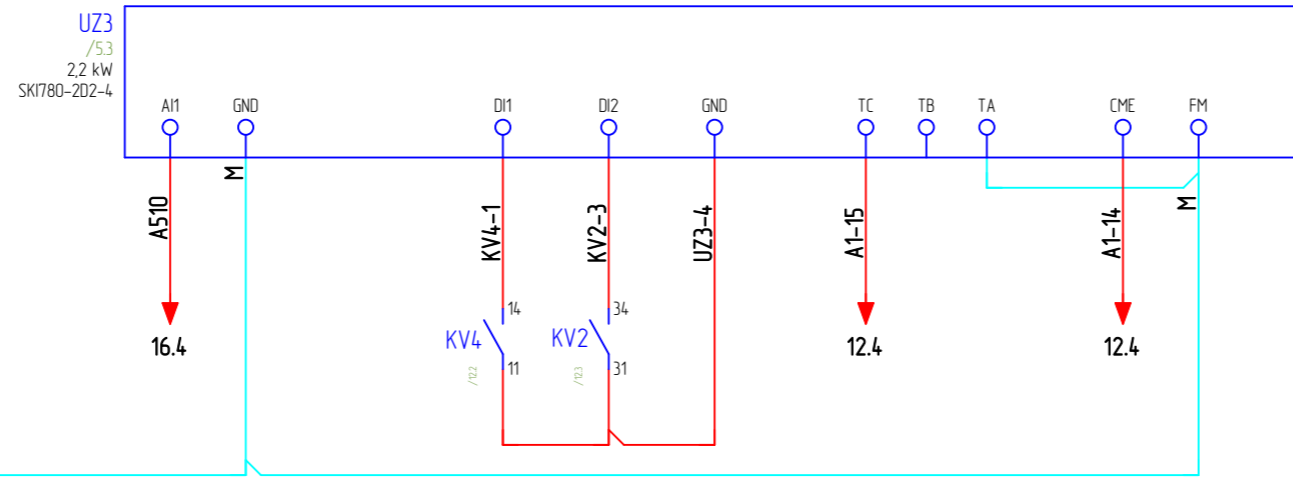 UZ3
/5.3
2,2 kW
SKI780-2D2-4
AI1 GND DI1 DI2 GND TC TB TA CME FM
A510 M KV4-1 KV2-3 UZ3-4 A1-15 A1-14 M
16.4
KV4 14 11
/12.2
KV2 34 31
/12.3
12.4
12.4